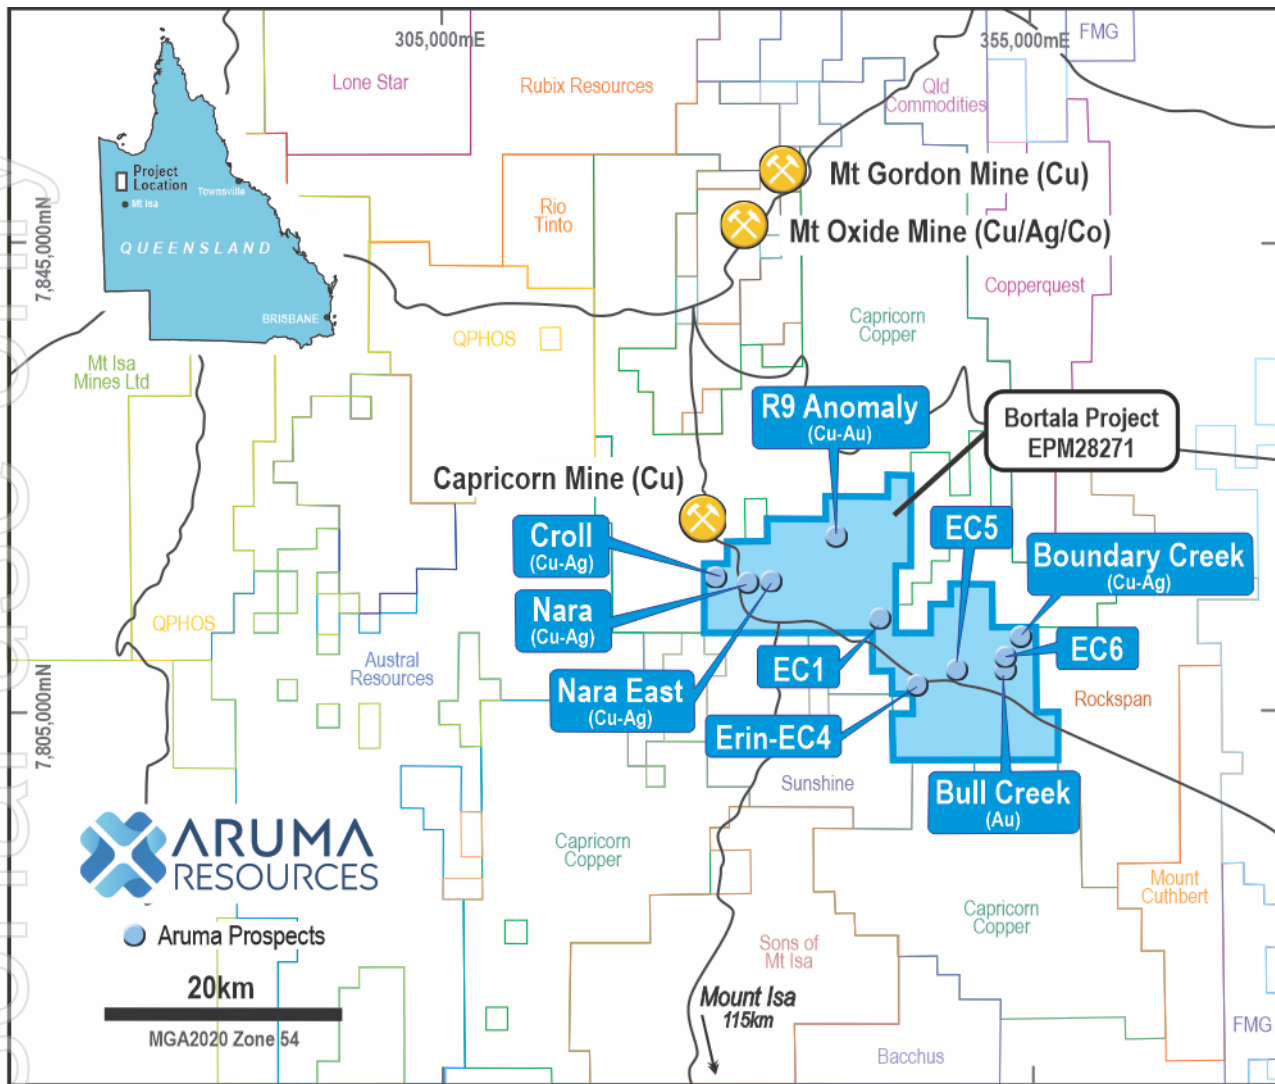 305,000mE
355,000mE
FMG
Lone Star
Rubix Resources
Qld
Commodities
Project
Location
Townsville
Mt Isa
QUEENSLAND
BRISBANE
7,845,000mN
Rio
Tinto
Mt Gordon Mine (Cu)
Mt Oxide Mine (Cu/Ag/Co)
Copperquest
Capricorn
Copper
QPHOS
Mt Isa
Mines Ltd
R9 Anomaly
(Cu-Au)
Bortala Project
EPM28271
Capricorn Mine (Cu)
Croll
(Cu-Ag)
EC5
Boundary Creek
(Cu-Ag)
Nara
(Cu-Ag)
QPHOS
Austral
Resources
EC1
EC6
Nara East
(Cu-Ag)
Rockspan
Erin-EC4
7,805,000mN
Sunshine
Bull Creek
(Au)
ARUMA
RESOURCES
Capricorn
Copper
Mount
Cuthbert
Aruma Prospects
Capricorn
Copper
Sons of
Mt Isa
20km
Mount Isa
115km
MGA2020 Zone 54
FMG
Bacchus